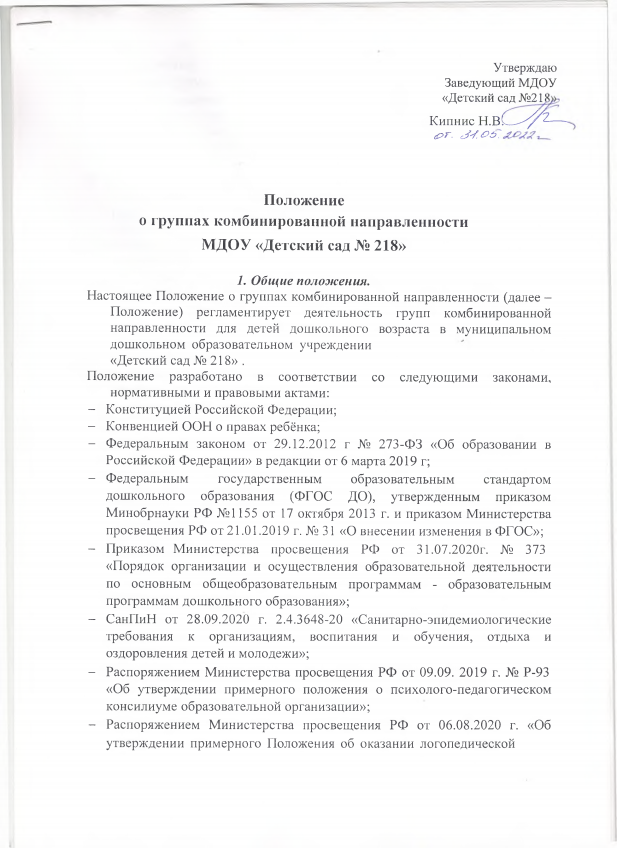 Утверждаю
Заведующий МДОУ
«Детский сад №218»
Кипнис Н.В.
от. 31.05.2022г
Положение
о группах комбинированной направленности
МДОУ «Детский сад № 218»
1. Общие положения.
Настоящее Положение о группах комбинированной направленности (далее –
Положение) регламентирует деятельность групп комбинированной
направленности для детей дошкольного возраста в муниципальном
дошкольном образовательном учреждении
«Детский сад № 218» .
Положение разработано в соответствии со следующими законами,
нормативными и правовыми актами:
– Конституцией Российской Федерации;
– Конвенцией ООН о правах ребёнка;
– Федеральным законом от 29.12.2012 г № 273-ФЗ «Об образовании в
Российской Федерации» в редакции от 6 марта 2019 г;
– Федеральным государственным образовательным стандартом
дошкольного образования (ФГОС ДО), утвержденным приказом
Минобрнауки РФ №1155 от 17 октября 2013 г. и приказом Министерства
просвещения РФ от 21.01.2019 г. № 31 «О внесении изменения в ФГОС»;
– Приказом Министерства просвещения РФ от 31.07.2020г. № 373
«Порядок организации и осуществления образовательной деятельности
по основным общеобразовательным программам - образовательным
программам дошкольного образования»;
– СанПиН от 28.09.2020 г. 2.4.3648-20 «Санитарно-эпидемиологические
требования к организациям, воспитания и обучения, отдыха и
оздоровления детей и молодежи»;
– Распоряжением Министерства просвещения РФ от 09.09. 2019 г. № Р-93
«Об утверждении примерного положения о психолого-педагогическом
консилиуме образовательной организации»;
– Распоряжением Министерства просвещения РФ от 06.08.2020 г. «Об
утверждении примерного Положения об оказании логопедической